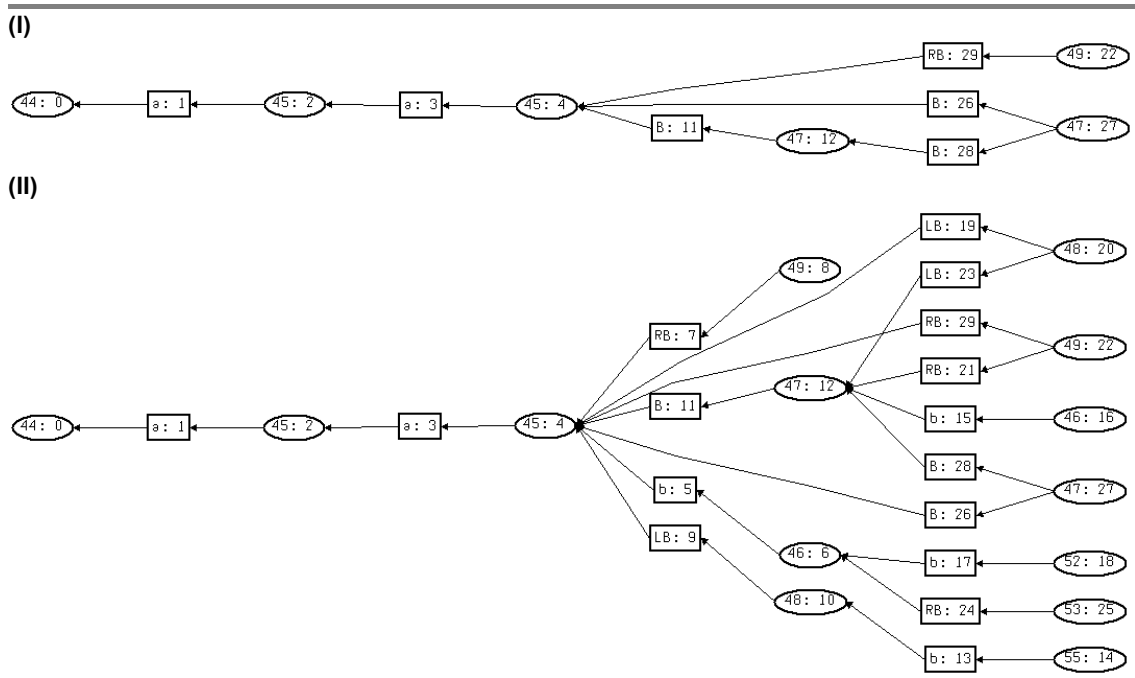 (I)
RB: 29
49: 22
44: 0
a: 1
45: 2
a: 3
45: 4
B: 26
B: 11
47: 12
47: 27
B: 28
(II)
LB: 19
48: 20
49: 8
LB: 23
RB: 7
RB: 29
49: 22
RB: 21
47: 12
B: 11
b: 15
46: 16
44: 0
a: 1
45: 2
a: 3
45: 4
B: 28
47: 27
b: 5
B: 26
LB: 9
46: 6
b: 17
52: 18
48: 10
RB: 24
53: 25
b: 13
55: 14